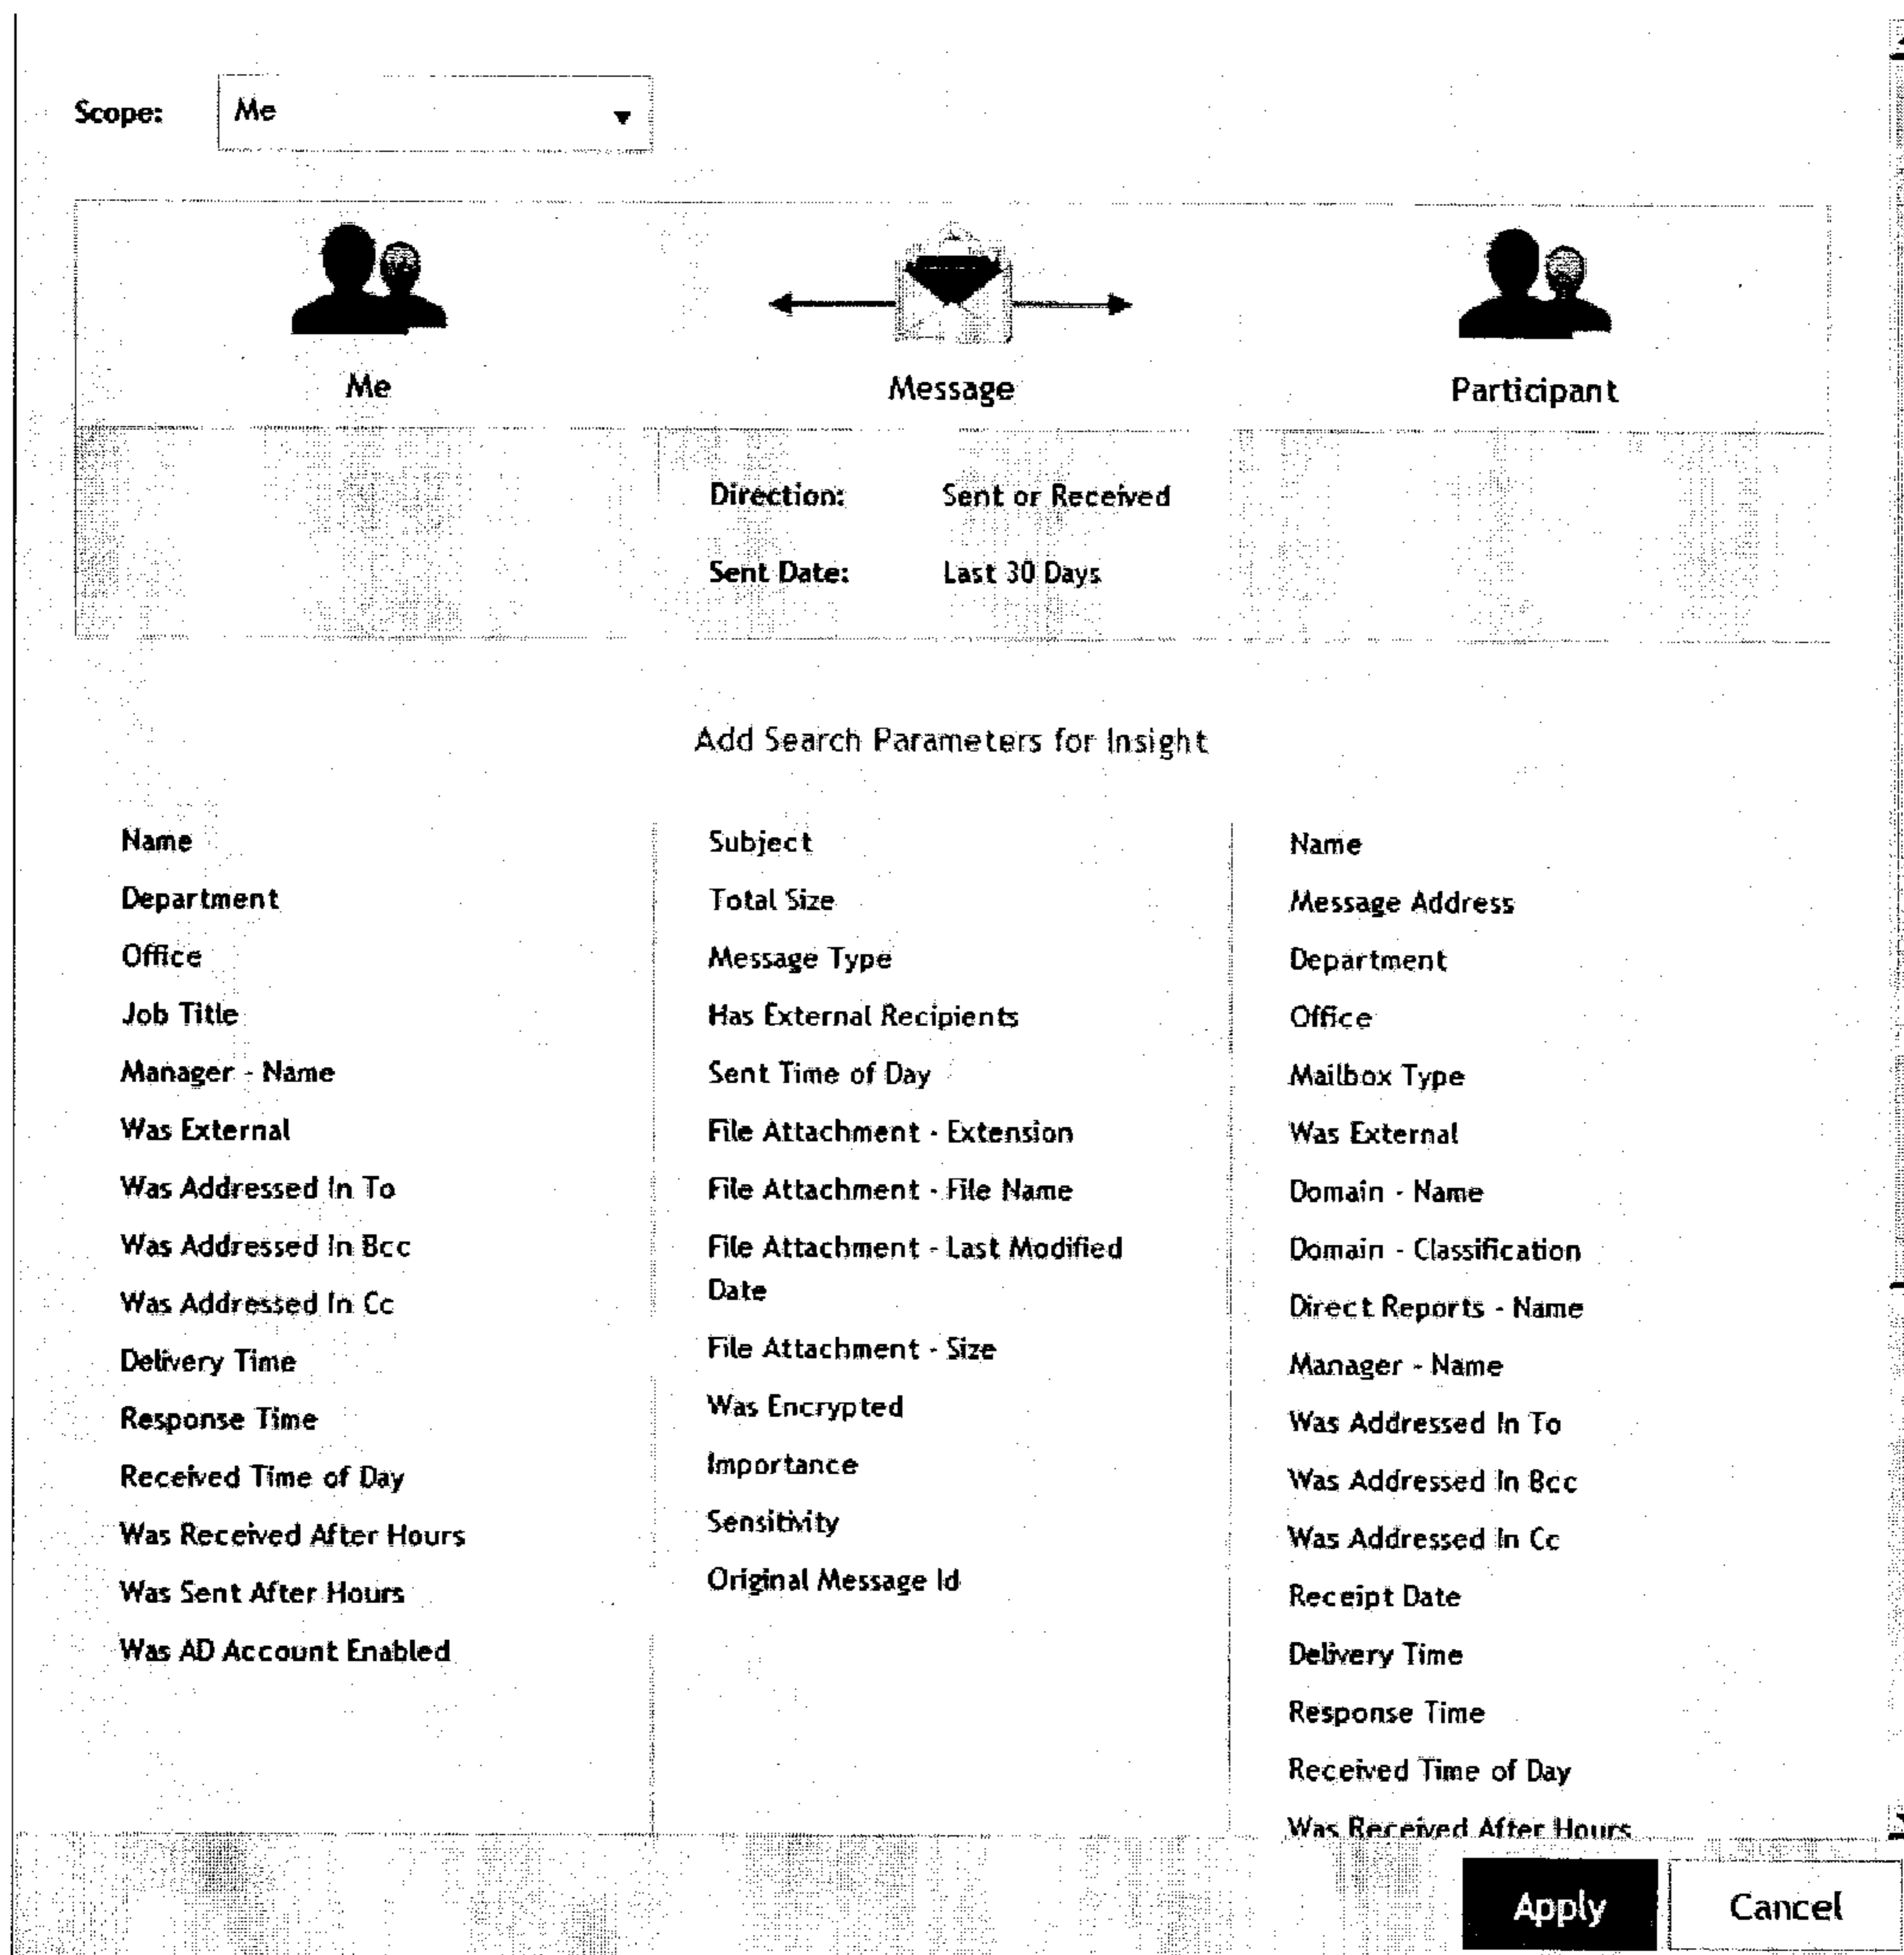 Scope: Me
Me Message Participant
Direction: Sent or Received
Sent Date: Last 30 Days
Add Search Parameters for Insight
Name
Department
Office
Job Title
Manager - Name
Was External
Was Addressed In To
Was Addressed In Bcc
Was Addressed In Cc
Delivery Time
Response Time
Received Time of Day
Was Received After Hours
Was Sent After Hours
Was AD Account Enabled
Subject
Total Size
Message Type
Has External Recipients
Sent Time of Day
File Attachment - Extension
File Attachment - File Name
File Attachment - Last Modified
Date
File Attachment - Size
Was Encrypted
Importance
Sensitivity
Original Message Id
Name
Message Address
Department
Office
Mailbox Type
Was External
Domain - Name
Domain - Classification
Direct Reports - Name
Manager - Name
Was Addressed In To
Was Addressed In Bcc
Was Addressed In Cc
Receipt Date
Delivery Time
Response Time
Received Time of Day
Was Received After Hours
Apply Cancel